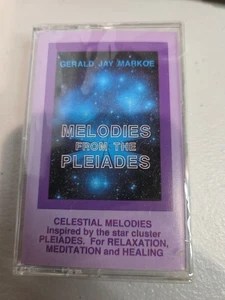 GERALD JAY MARKOE
MELODIES
FROM THE
PLEIADES
CELESTIAL MELODIES
inspired by the star cluster
PLEIADES. For RELAXATION,
MEDITATION and HEALING